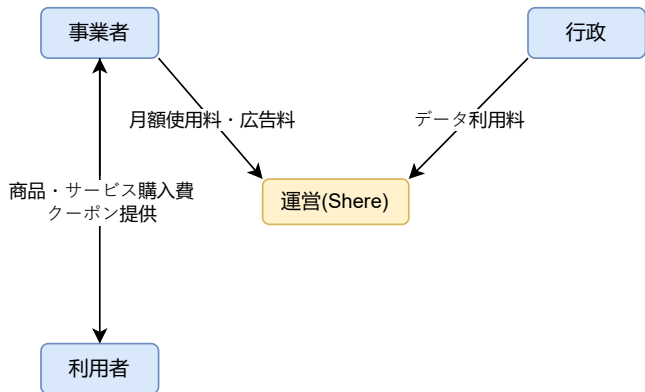 事業者
行政
月額使用料・広告料
データ利用料
商品・サービス購入費
クーポン提供
運営(Shere)
利用者